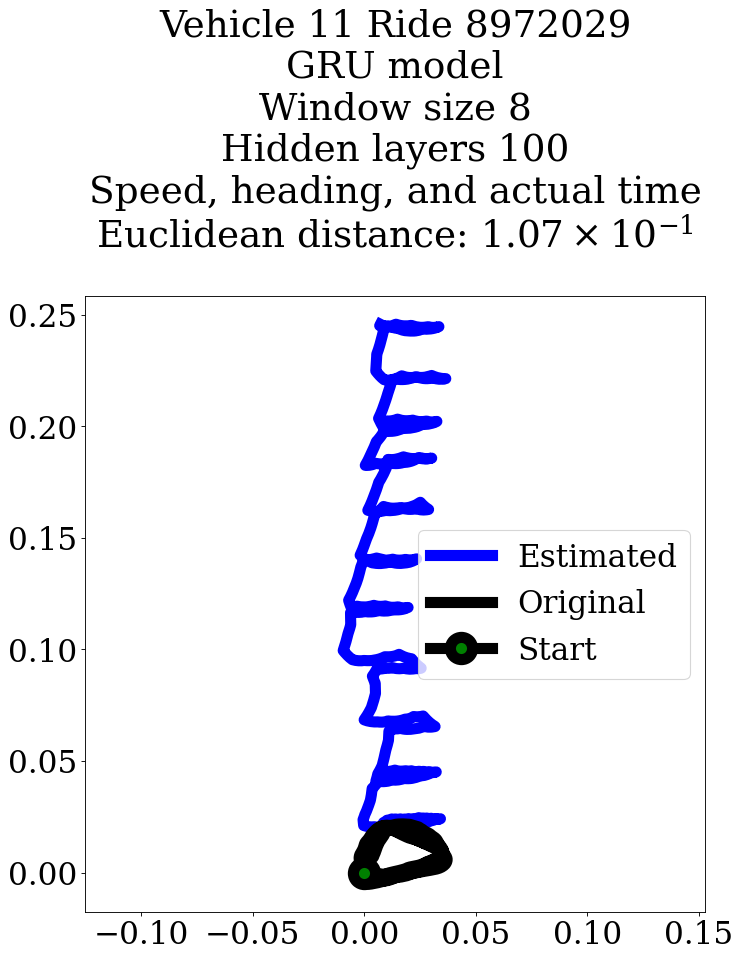 Vehicle 11 Ride 8972029
GRU model
Window size 8
Hidden layers 100
Speed, heading, and actual time
Euclidean distance: 1.07 × 10⁻¹
0.25
0.20
0.15
0.10
0.05
0.00
Estimated
Original
Start
−0.10 −0.05 0.00 0.05 0.10 0.15